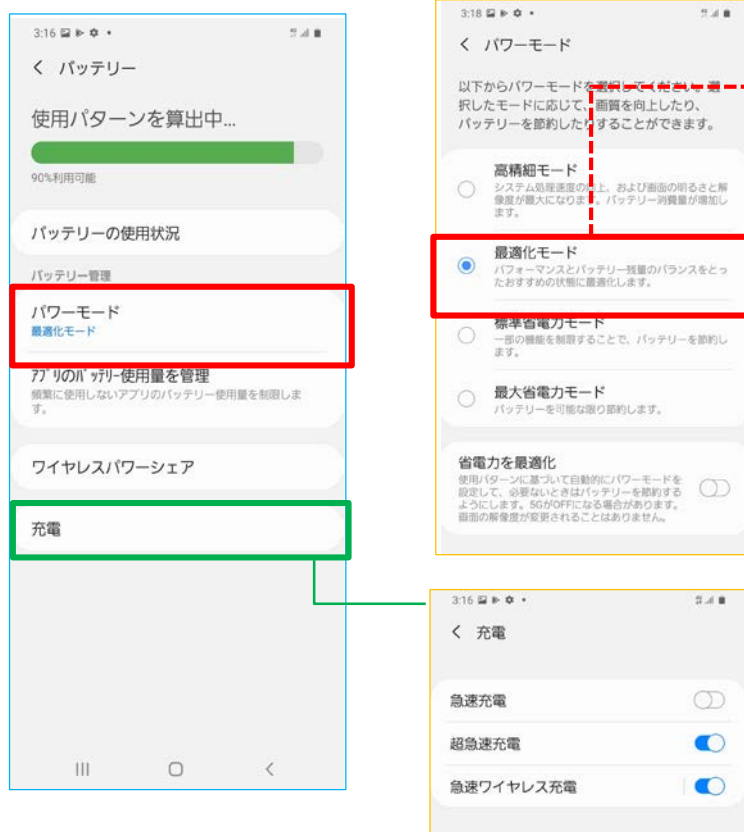 3:16
バッテリー
使用パターンを算出中...
90%利用可能
バッテリーの使用状況
バッテリー管理
パワーモード
最適化モード
ｱﾌﾟﾘのﾊﾞｯﾃﾘｰ使用量を管理
頻繁に使用しないアプリのバッテリー使用量を制限しま
す。
ワイヤレスパワーシェア
充電
3:18
パワーモード
以下からパワーモードを選択してください。選
択したモードに応じて、画質を向上したり、
バッテリーを節約したりすることができます。
高精細モード
システム処理速度の向上、および画面の明るさと解
像度が最大になります。バッテリー消費量が増加し
ます。
最適化モード
パフォーマンスとバッテリー残量のバランスをとっ
たおすすめの状態に最適化します。
標準省電力モード
一部の機能を制限することで、バッテリーを節約し
ます。
最大省電力モード
バッテリーを可能な限り節約します。
省電力を最適化
使用パターンに基づいて自動的にパワーモードを
設定して、必要ないときはバッテリーを節約する
ようにします。5GがOFFになる場合があります。
画面の解像度が変更されることはありません。
3:16
充電
急速充電
超急速充電
急速ワイヤレス充電